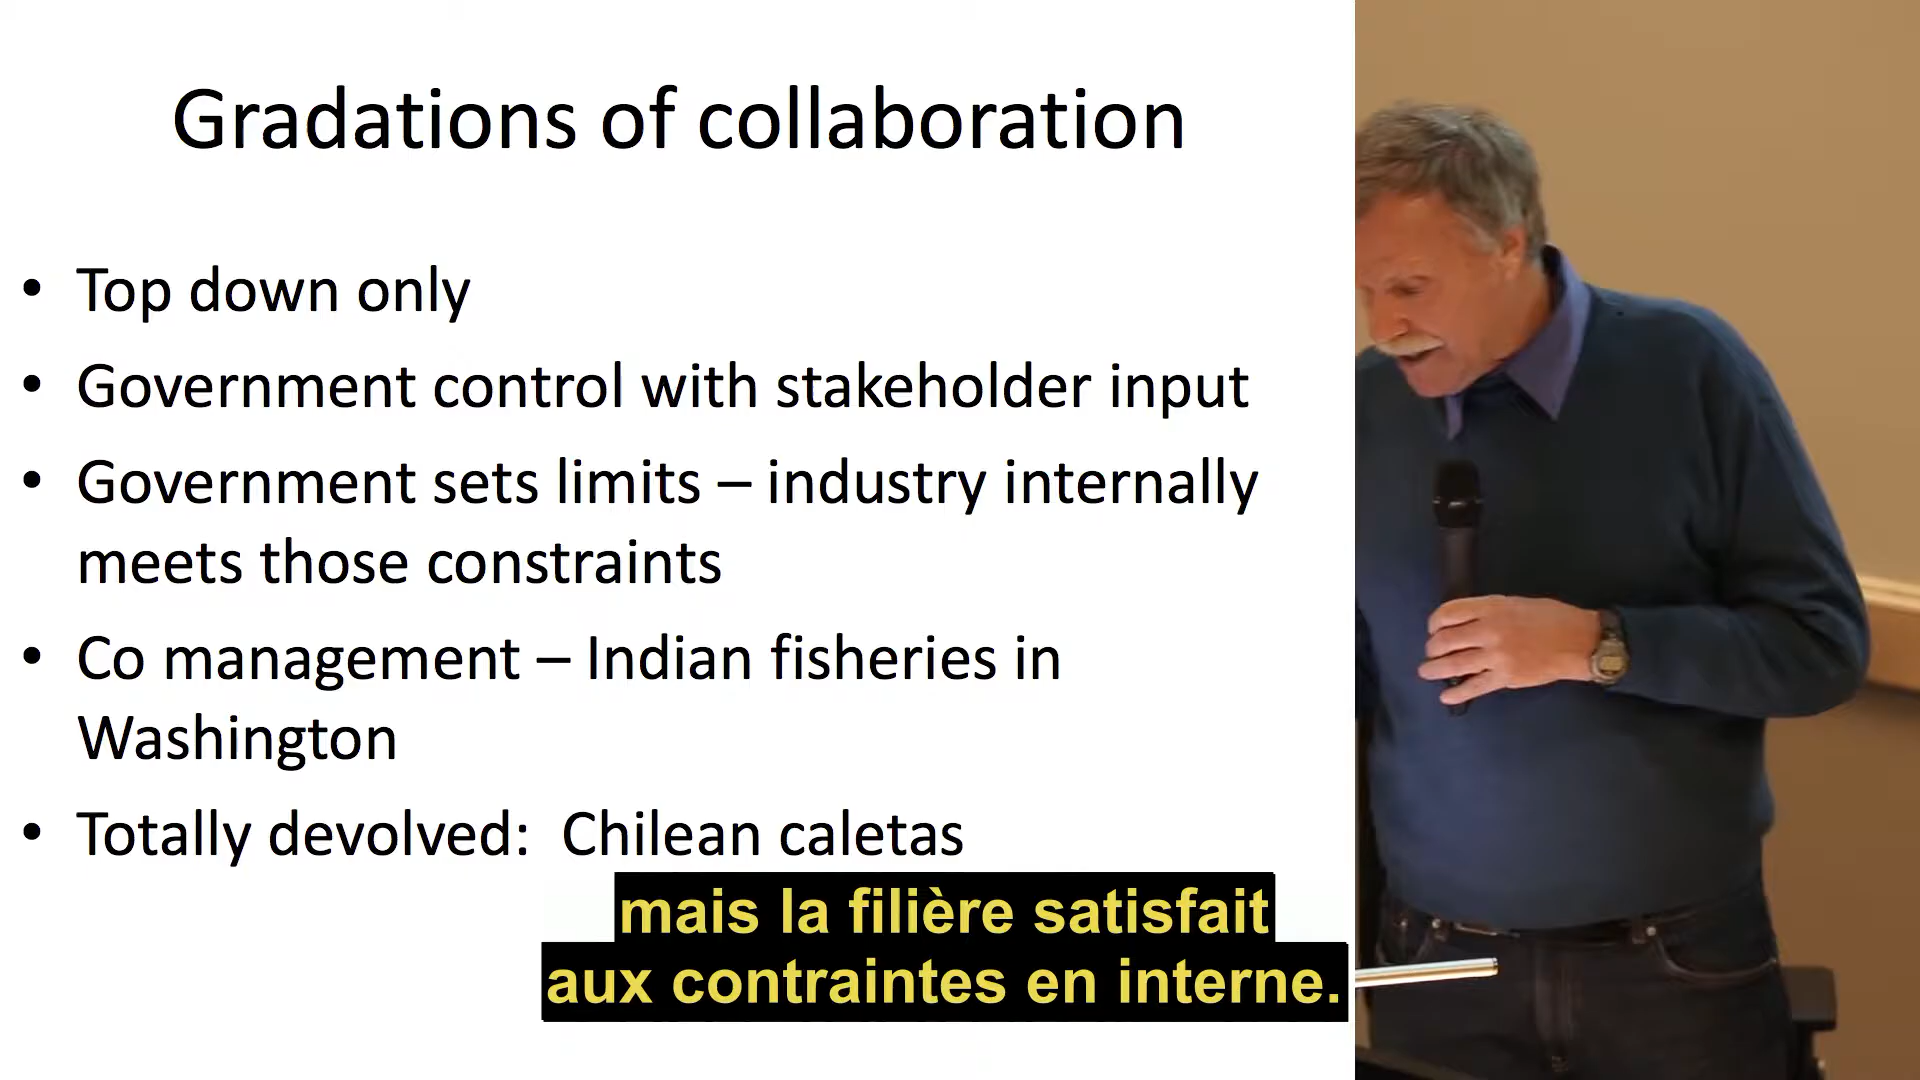 Gradations of collaboration
• Top down only
• Government control with stakeholder input
• Government sets limits – industry internally
meets those constraints
• Co management – Indian fisheries in
Washington
• Totally devolved:  Chilean caletas
mais la filière satisfait
aux contraintes en interne.